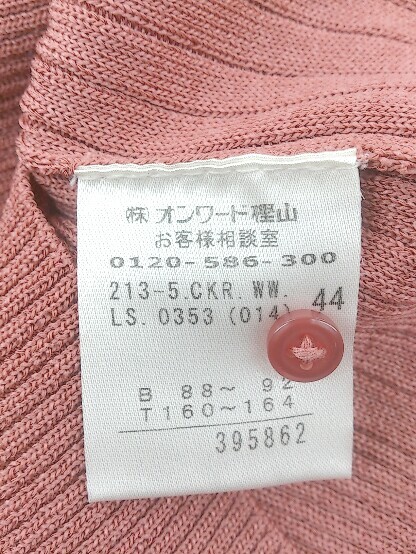 ㈱オンワード樫山
お客様相談室
0120-586-300
213-5.CKR.WW.
44
LS.0353(014)
B 88～ 92
T160～164
395862